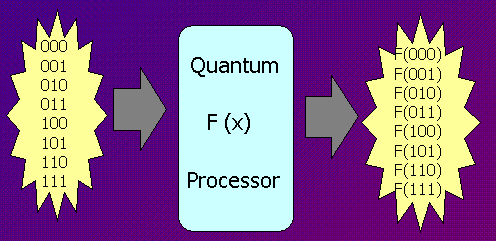 000
001
010
011
100
101
110
111
Quantum
F (x)
Processor
F(000)
F(001)
F(010)
F(011)
F(100)
F(101)
F(110)
F(111)